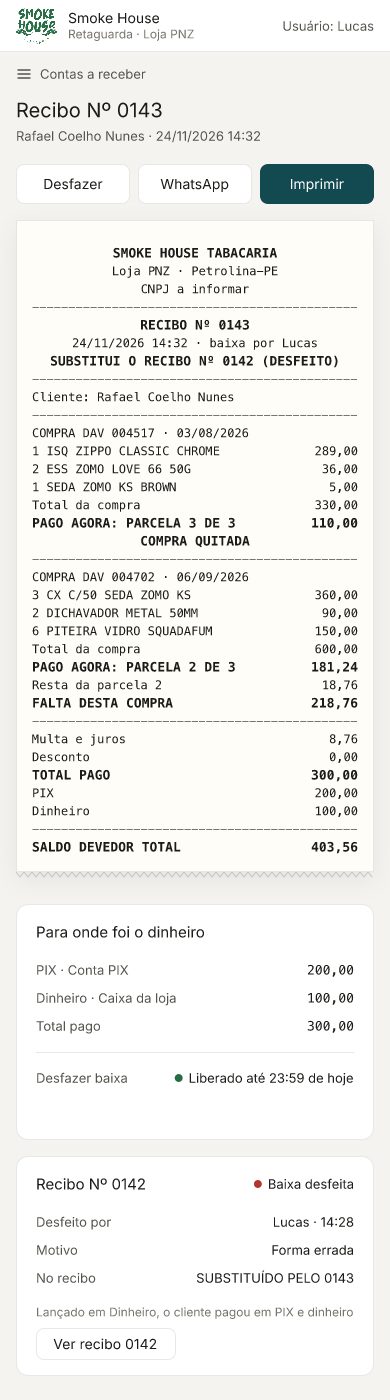 SMOKE HOUSE
Smoke House
Retaguarda · Loja PNZ
Usuário: Lucas
Contas a receber
Recibo Nº 0143
Rafael Coelho Nunes · 24/11/2026 14:32
Desfazer WhatsApp Imprimir
SMOKE HOUSE TABACARIA
Loja PNZ · Petrolina-PE
CNPJ a informar
RECIBO Nº 0143
24/11/2026 14:32 · baixa por Lucas
SUBSTITUI O RECIBO Nº 0142 (DESFEITO)
Cliente: Rafael Coelho Nunes
COMPRA DAV 004517 · 03/08/2026
1 ISQ ZIPPO CLASSIC CHROME 289,00
2 ESS ZOMO LOVE 66 50G 36,00
1 SEDA ZOMO KS BROWN 5,00
Total da compra 330,00
PAGO AGORA: PARCELA 3 DE 3 110,00
COMPRA QUITADA
COMPRA DAV 004702 · 06/09/2026
3 CX C/50 SEDA ZOMO KS 360,00
2 DICHAVADOR METAL 50MM 90,00
6 PITEIRA VIDRO SQUADAFUM 150,00
Total da compra 600,00
PAGO AGORA: PARCELA 2 DE 3 181,24
Resta da parcela 2 18,76
FALTA DESTA COMPRA 218,76
Multa e juros 8,76
Desconto 0,00
TOTAL PAGO 300,00
PIX 200,00
Dinheiro 100,00
SALDO DEVEDOR TOTAL 403,56
Para onde foi o dinheiro
PIX · Conta PIX 200,00
Dinheiro · Caixa da loja 100,00
Total pago 300,00
Desfazer baixa Liberado até 23:59 de hoje
Recibo Nº 0142 Baixa desfeita
Desfeito por Lucas · 14:28
Motivo Forma errada
No recibo SUBSTITUÍDO PELO 0143
Lançado em Dinheiro, o cliente pagou em PIX e dinheiro
Ver recibo 0142